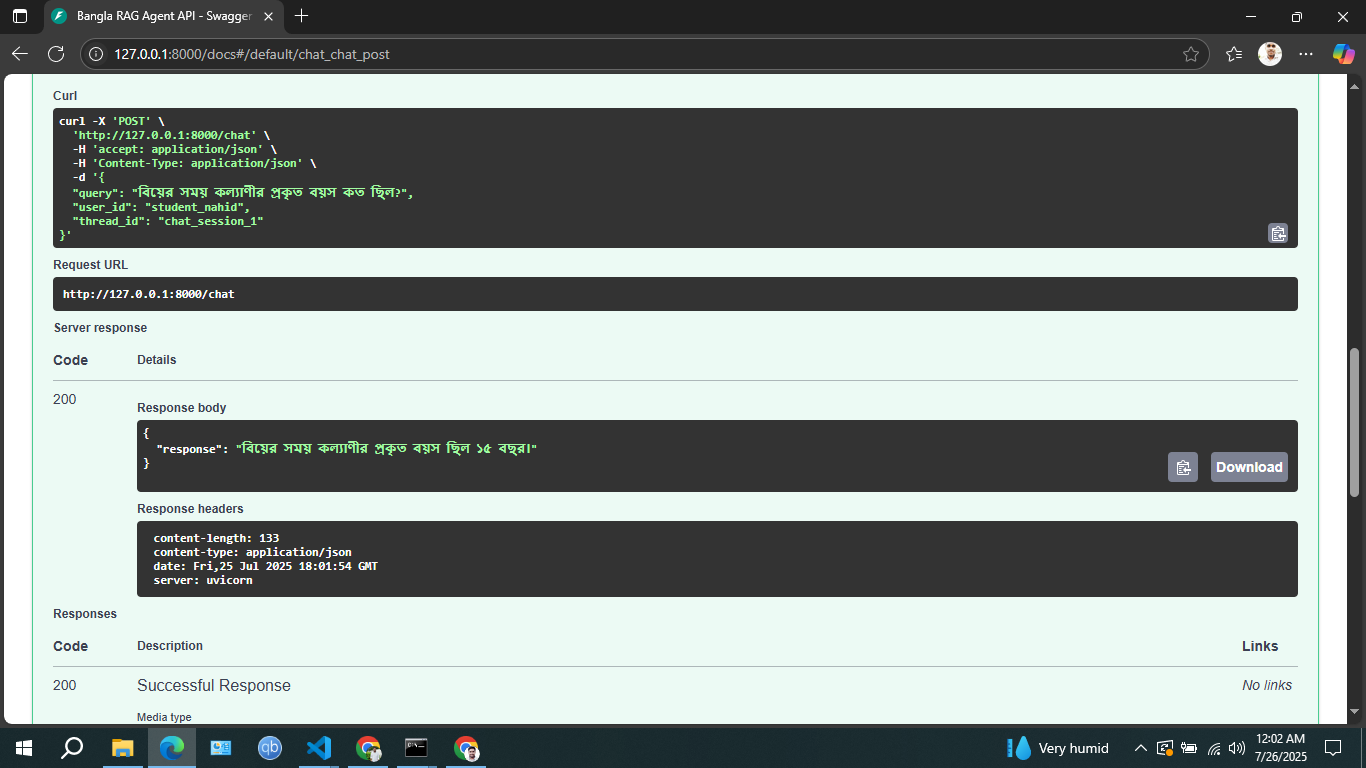 Bangla RAG Agent API - Swagger
127.0.0.1:8000/docs#/default/chat_chat_post
Curl
curl -X 'POST' \
'http://127.0.0.1:8000/chat' \
-H 'accept: application/json' \
-H 'Content-Type: application/json' \
-d '{
"query": "বিয়ের সময় কল্যাণীর প্রকৃত বয়স কত ছিল?",
"user_id": "student_nahid",
"thread_id": "chat_session_1"
}'
Request URL
http://127.0.0.1:8000/chat
Server response
Code Details
200
Response body
{
"response": "বিয়ের সময় কল্যাণীর প্রকৃত বয়স ছিল ১৫ বছর।"
}
Download
Response headers
content-length: 133
content-type: application/json
date: Fri,25 Jul 2025 18:01:54 GMT
server: uvicorn
Responses
Code Description Links
200 Successful Response No links
Media type
qb
Very humid
12:02 AM
7/26/2025